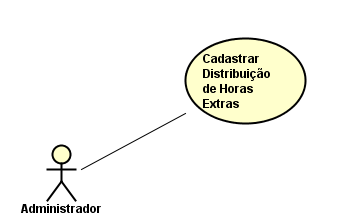 Cadastrar
Distribuição
de Horas
Extras
Administrador